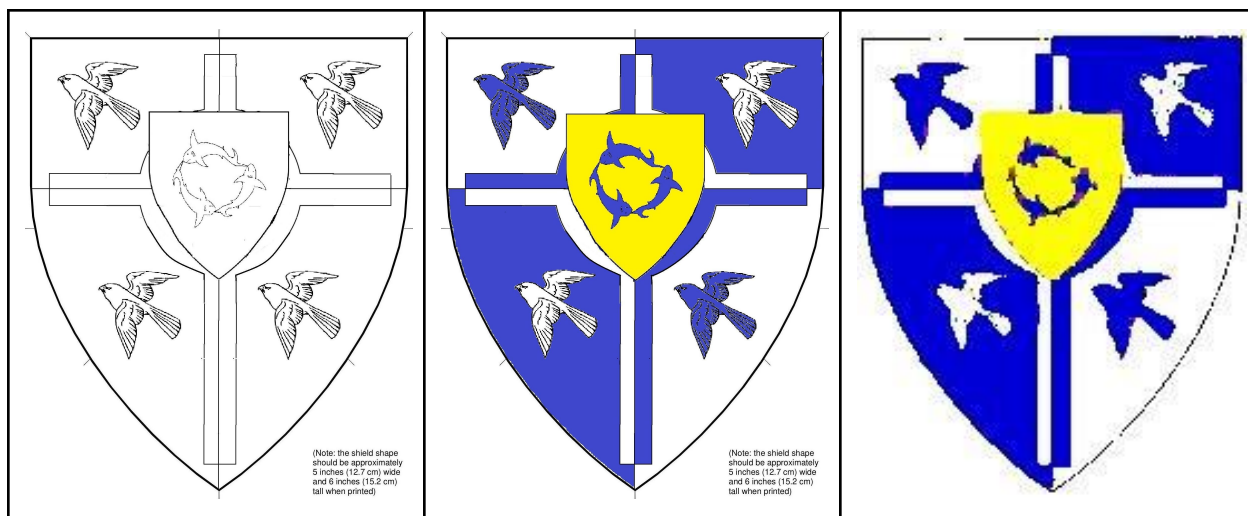 (Note: the shield shape
should be approximately
5 inches (12.7 cm) wide
and 6 inches (15.2 cm)
tall when printed)
(Note: the shield shape
should be approximately
5 inches (12.7 cm) wide
and 6 inches (15.2 cm)
tall when printed)